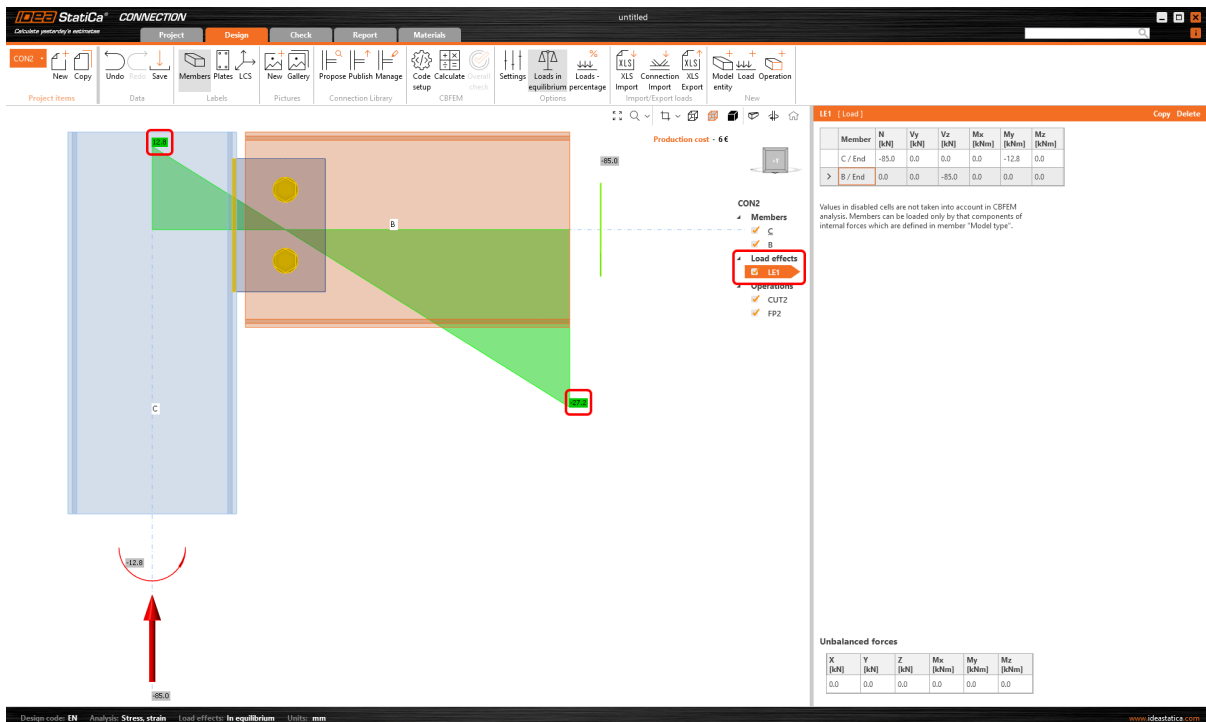 IDEA StatiCa® CONNECTION
untitled
Calculate yesterday's estimates
Project Design Check Report Materials
CON2
New Copy Undo Redo Save Members Plates LCS New Gallery Propose Publish Manage Code setup Calculate Overall check Settings Loads in equilibrium Loads - percentage XLS Import Connection Import XLS Export Model entity Load Operation
Project items Data Labels Pictures Connection Library CBFEM Options Import/Export loads New
Production cost - 6 €
12.8
-85.0
-Y
B
C
-27.2
-12.8
-85.0
CON2
Members
C
B
Load effects
LE1
Operations
CUT2
FP2
LE1 [Load] Copy Delete
Member N [kN] Vy [kN] Vz [kN] Mx [kNm] My [kNm] Mz [kNm]
C / End -85.0 0.0 0.0 0.0 -12.8 0.0
> B / End 0.0 0.0 -85.0 0.0 0.0 0.0
Values in disabled cells are not taken into account in CBFEM
analysis. Members can be loaded only by that components of
internal forces which are defined in member "Model type".
Unbalanced forces
X [kN] Y [kN] Z [kN] Mx [kNm] My [kNm] Mz [kNm]
0.0 0.0 0.0 0.0 0.0 0.0
Design code: EN Analysis: Stress, strain Load effects: In equilibrium Units: mm
www.ideastatica.com